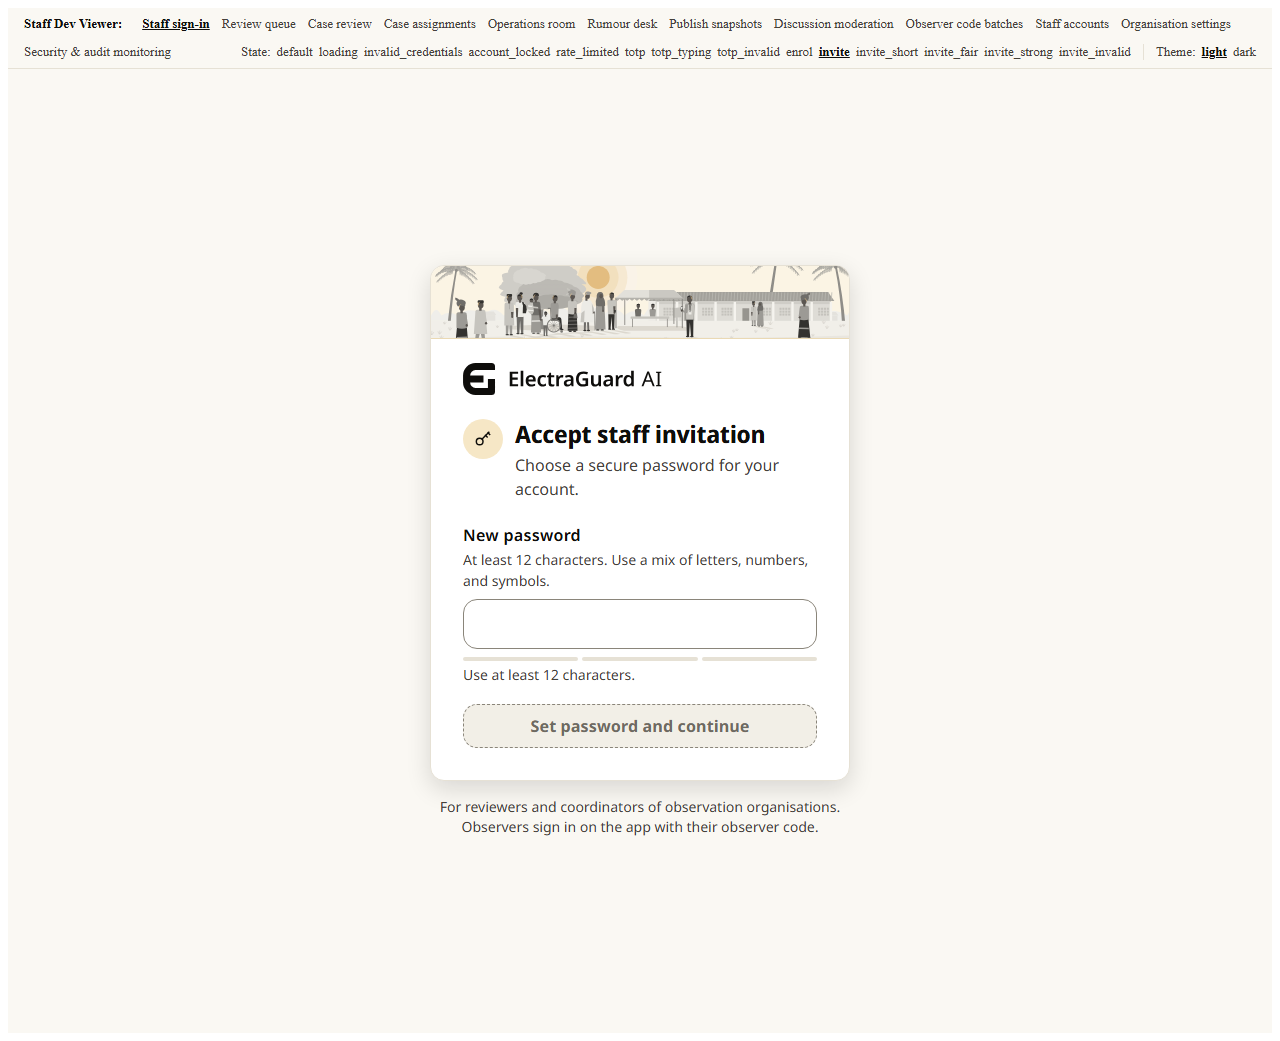 Staff Dev Viewer: Staff sign-in Review queue Case review Case assignments Operations room Rumour desk Publish snapshots Discussion moderation Observer code batches Staff accounts Organisation settings
Security & audit monitoring State: default loading invalid_credentials account_locked rate_limited totp totp_typing totp_invalid enrol invite invite_short invite_fair invite_strong invite_invalid Theme: light dark
ElectraGuard AI
Accept staff invitation
Choose a secure password for your
account.
New password
At least 12 characters. Use a mix of letters, numbers,
and symbols.
Use at least 12 characters.
Set password and continue
For reviewers and coordinators of observation organisations.
Observers sign in on the app with their observer code.